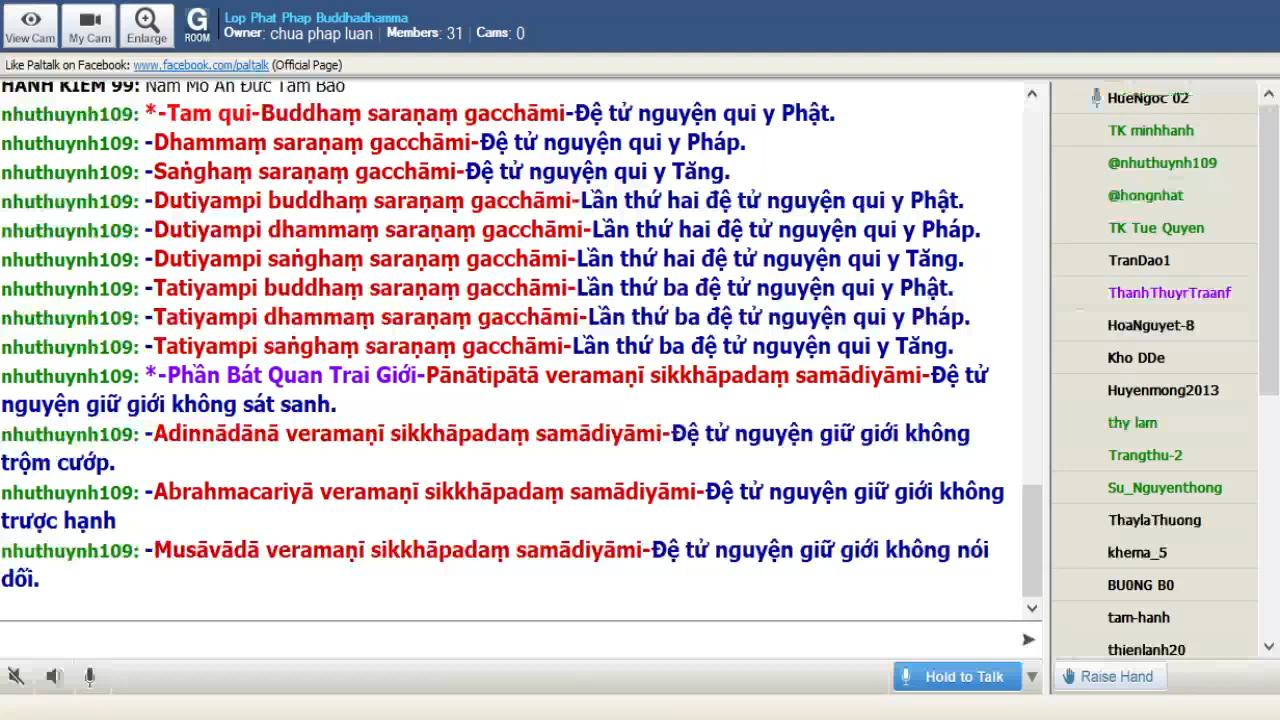 View Cam
My Cam
Enlarge
G
ROOM
Lop Phat Phap Buddhadhamma
Owner: chua phap luan | Members: 31 | Cams: 0
Like Paltalk on Facebook: www.facebook.com/paltalk (Official Page)
HANH KIEM 99: Nam Mô Ân Đức Tam Bảo
nhuthuynh109: *-Tam qui-Buddhaṃ saraṇaṃ gacchāmi-Đệ tử nguyện qui y Phật.
nhuthuynh109: -Dhammaṃ saraṇaṃ gacchāmi-Đệ tử nguyện qui y Pháp.
nhuthuynh109: -Saṅghaṃ saraṇaṃ gacchāmi-Đệ tử nguyện qui y Tăng.
nhuthuynh109: -Dutiyampi buddhaṃ saraṇaṃ gacchāmi-Lần thứ hai đệ tử nguyện qui y Phật.
nhuthuynh109: -Dutiyampi dhammaṃ saraṇaṃ gacchāmi-Lần thứ hai đệ tử nguyện qui y Pháp.
nhuthuynh109: -Dutiyampi saṅghaṃ saraṇaṃ gacchāmi-Lần thứ hai đệ tử nguyện qui y Tăng.
nhuthuynh109: -Tatiyampi buddhaṃ saraṇaṃ gacchāmi-Lần thứ ba đệ tử nguyện qui y Phật.
nhuthuynh109: -Tatiyampi dhammaṃ saraṇaṃ gacchāmi-Lần thứ ba đệ tử nguyện qui y Pháp.
nhuthuynh109: -Tatiyampi saṅghaṃ saraṇaṃ gacchāmi-Lần thứ ba đệ tử nguyện qui y Tăng.
nhuthuynh109: *-Phần Bát Quan Trai Giới-Pānātipātā veramaṇī sikkhāpadaṃ samādiyāmi-Đệ tử
nguyện giữ giới không sát sanh.
nhuthuynh109: -Adinnādānā veramaṇī sikkhāpadaṃ samādiyāmi-Đệ tử nguyện giữ giới không
trộm cướp.
nhuthuynh109: -Abrahmacariyā veramaṇī sikkhāpadaṃ samādiyāmi-Đệ tử nguyện giữ giới không
trược hạnh
nhuthuynh109: -Musāvādā veramaṇī sikkhāpadaṃ samādiyāmi-Đệ tử nguyện giữ giới không nói
dối.
HueNgoc 02
TK minhhanh
@nhuthuynh109
@hongnhat
TK Tue Quyen
TranDao1
ThanhThuyrTraanf
HoaNguyet-8
Kho DDe
Huyenmong2013
thy lam
Trangthu-2
Su_Nguyenthong
ThaylaThuong
khema_5
BU0NG B0
tam-hanh
thienlanh20
Hold to Talk
Raise Hand